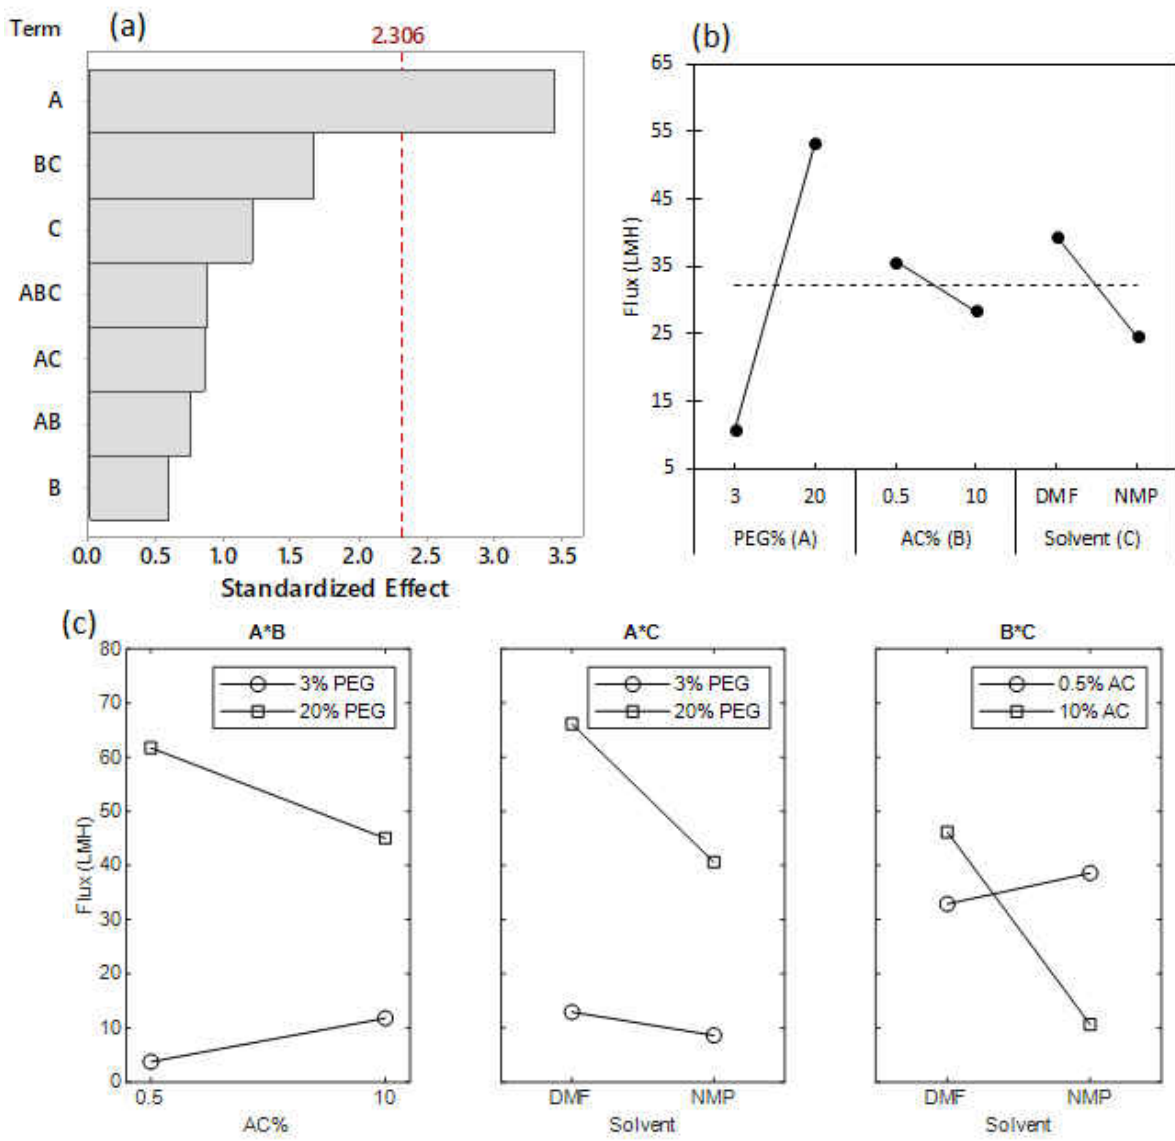 Term
(a)
2.306
A
BC
C
ABC
AC
AB
B
0.0 0.5 1.0 1.5 2.0 2.5 3.0 3.5
Standardized Effect
(b)
65
55
45
35
25
15
5
Flux (LMH)
3 20 0.5 10 DMF NMP
PEG% (A) AC% (B) Solvent (C)
(c)
A*B
80
70
60
50
40
30
20
10
0
Flux (LMH)
3% PEG
20% PEG
0.5 10
AC%
A*C
3% PEG
20% PEG
DMF NMP
Solvent
B*C
0.5% AC
10% AC
DMF NMP
Solvent